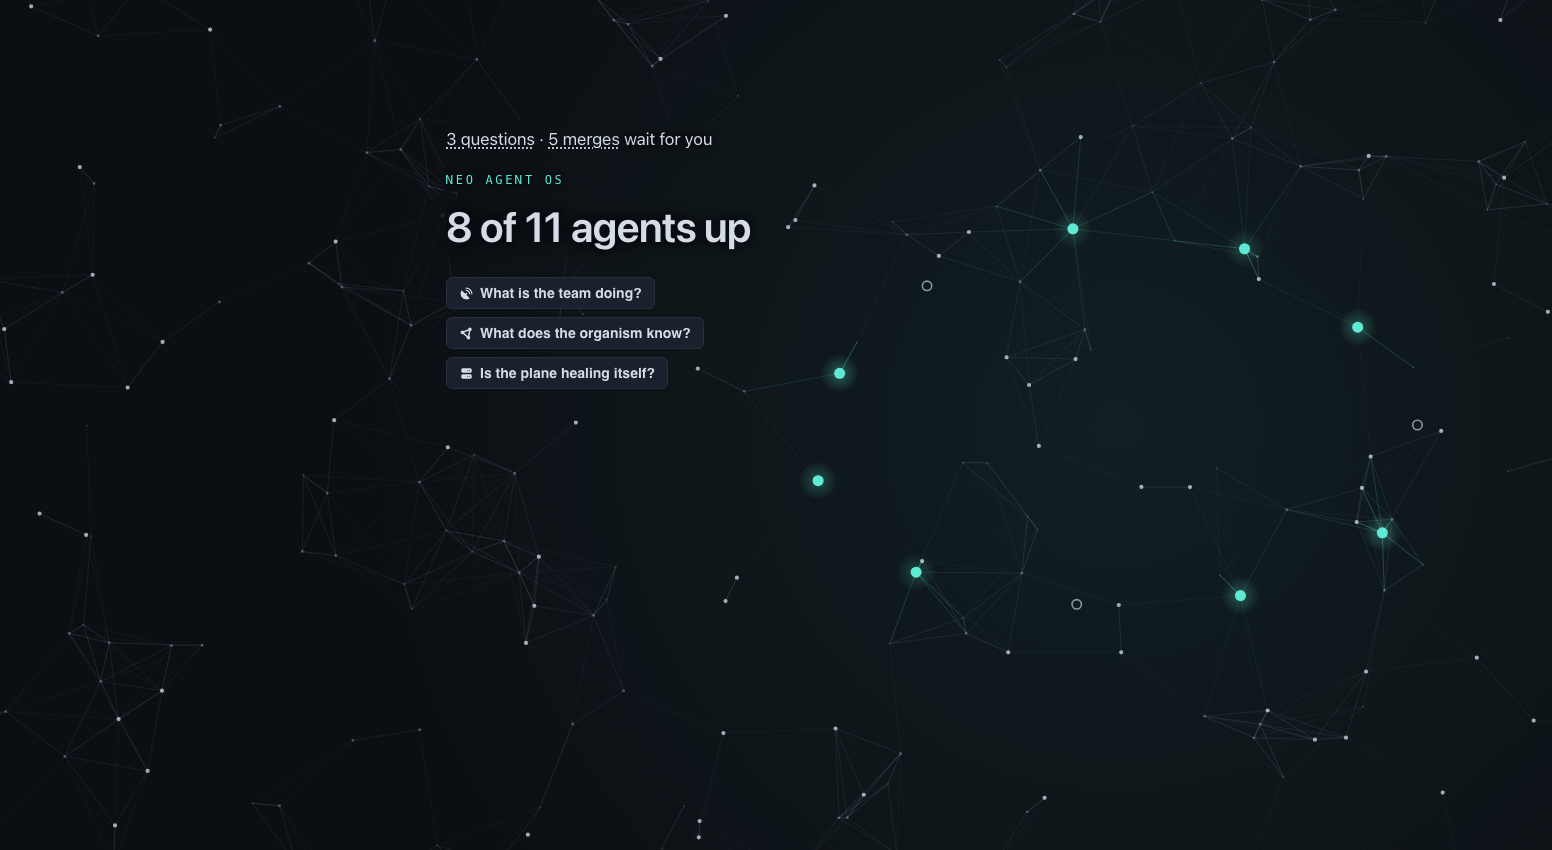 3 questions · 5 merges wait for you
NEO AGENT OS
8 of 11 agents up
What is the team doing?
What does the organism know?
Is the plane healing itself?